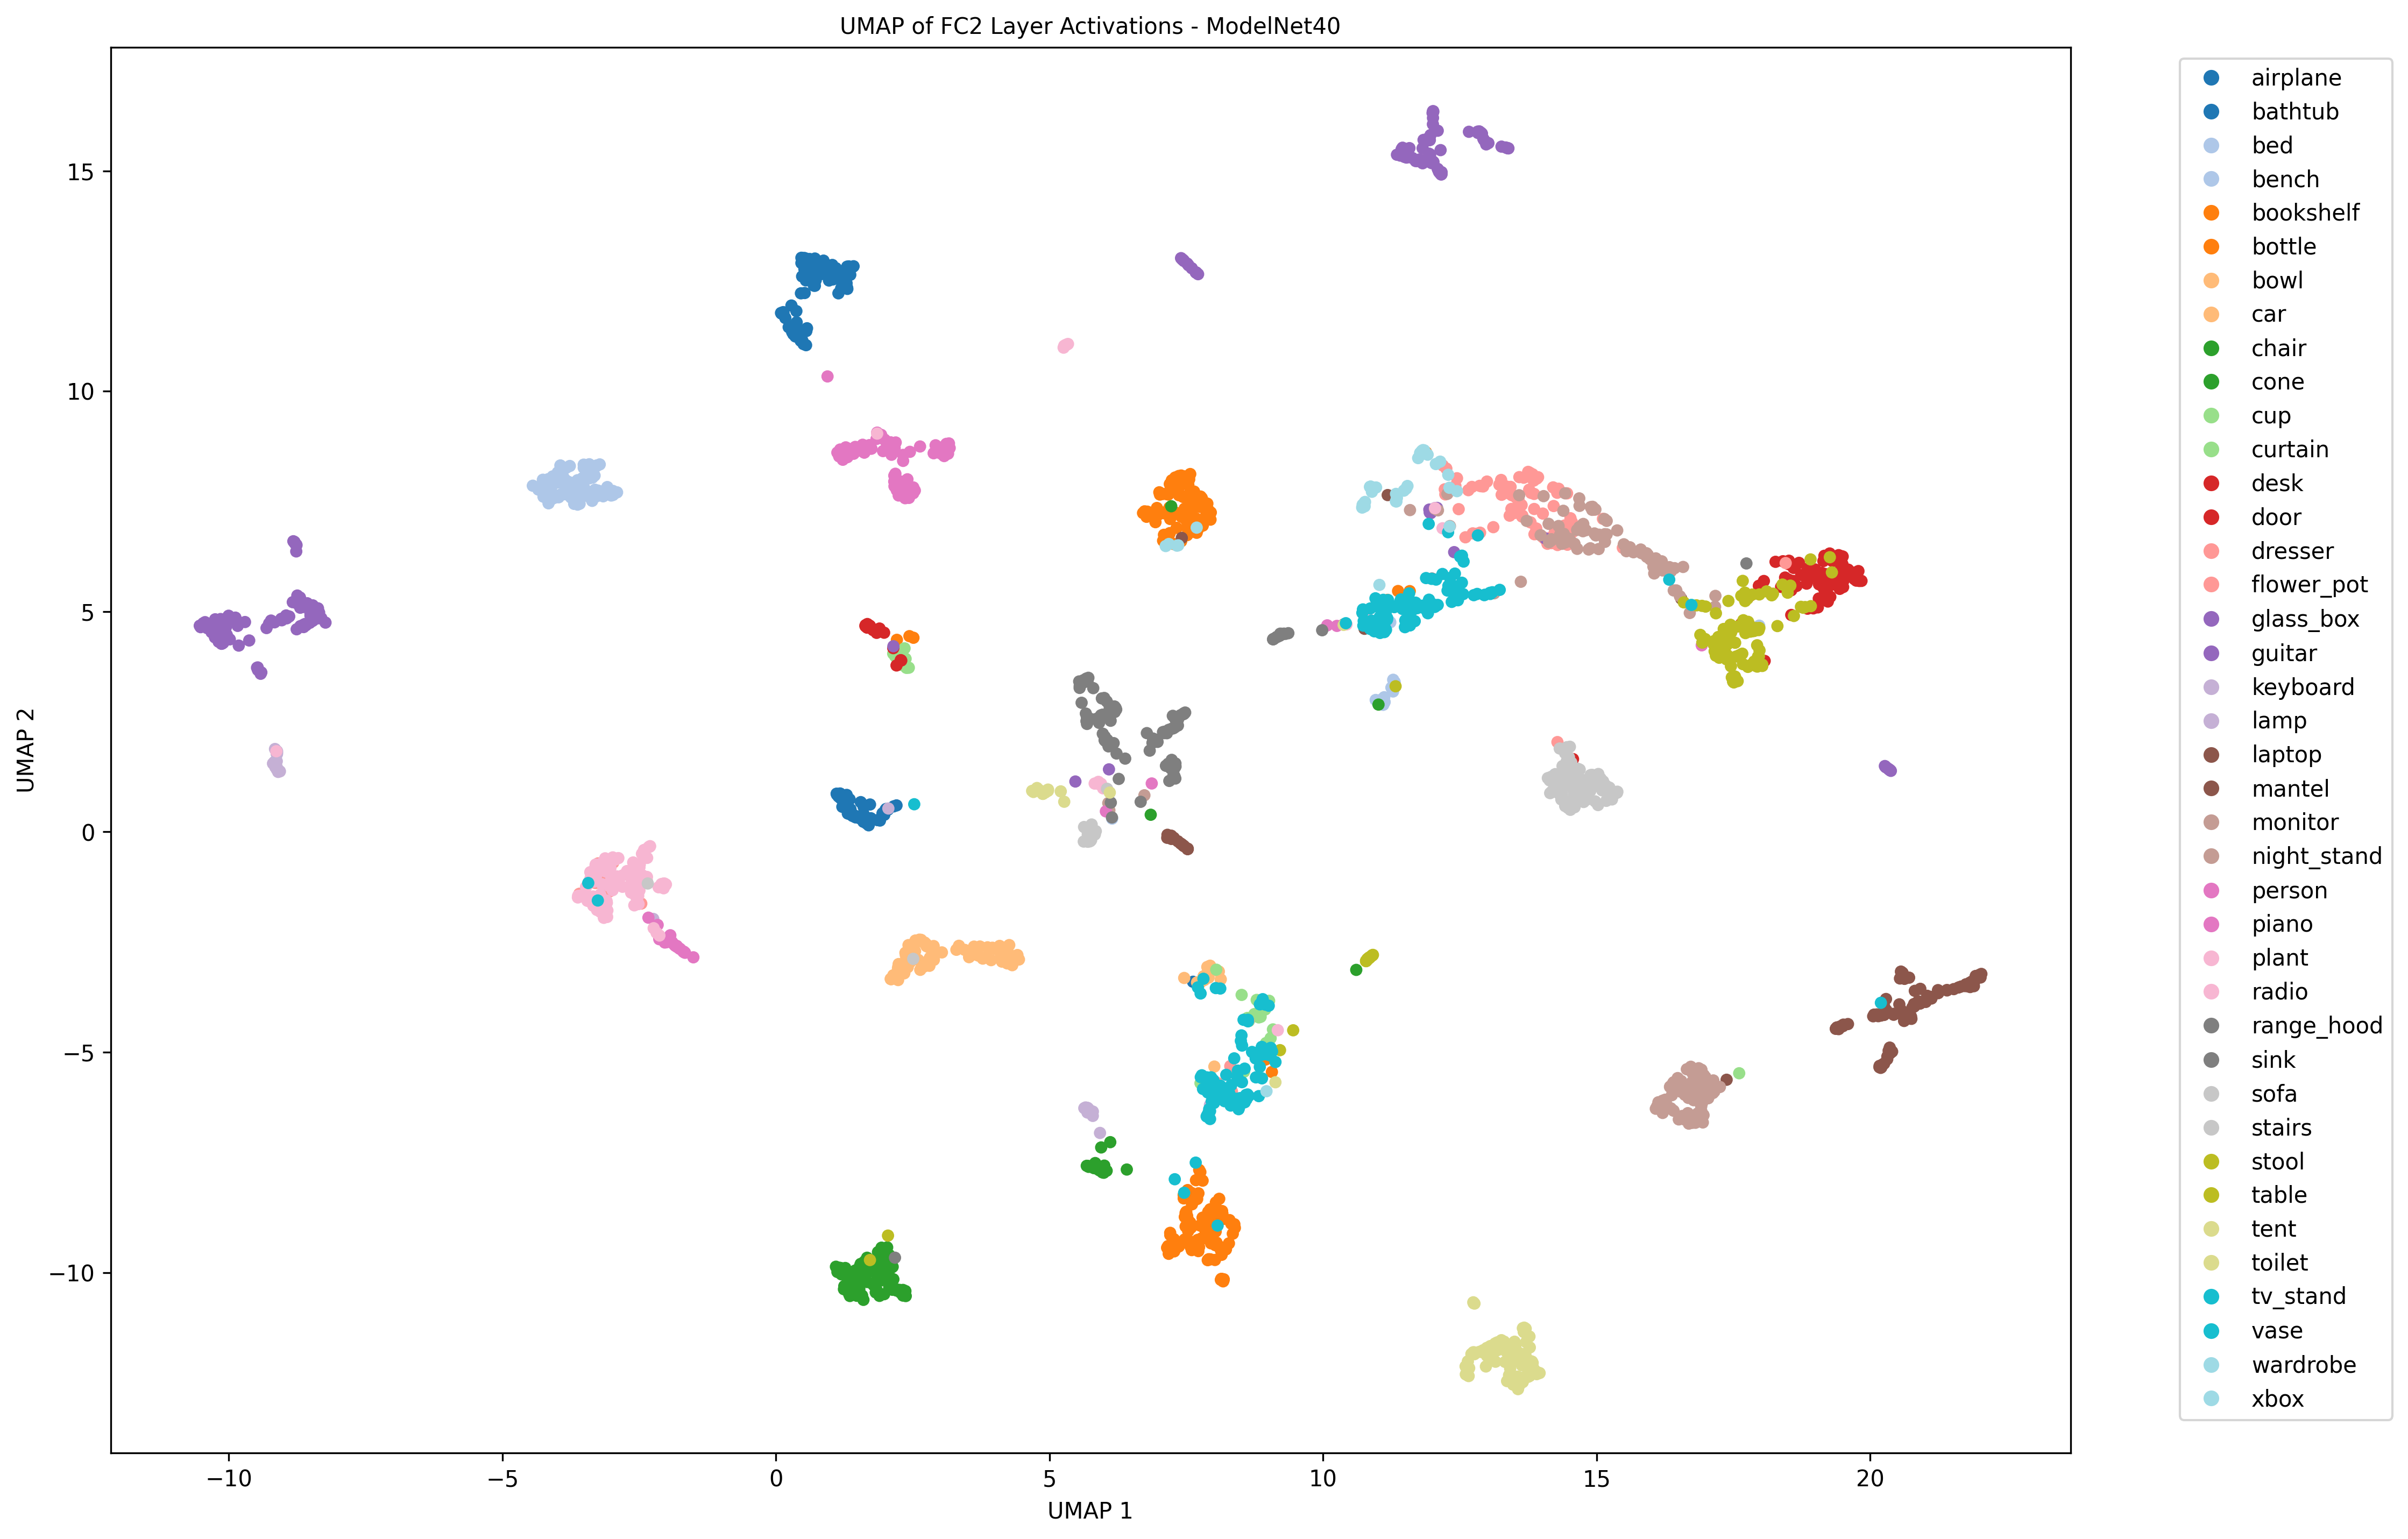 UMAP of FC2 Layer Activations - ModelNet40
15
10
5
0
−5
−10
UMAP 2
−10
−5
0
5
10
15
20
UMAP 1
airplane
bathtub
bed
bench
bookshelf
bottle
bowl
car
chair
cone
cup
curtain
desk
door
dresser
flower_pot
glass_box
guitar
keyboard
lamp
laptop
mantel
monitor
night_stand
person
piano
plant
radio
range_hood
sink
sofa
stairs
stool
table
tent
toilet
tv_stand
vase
wardrobe
xbox